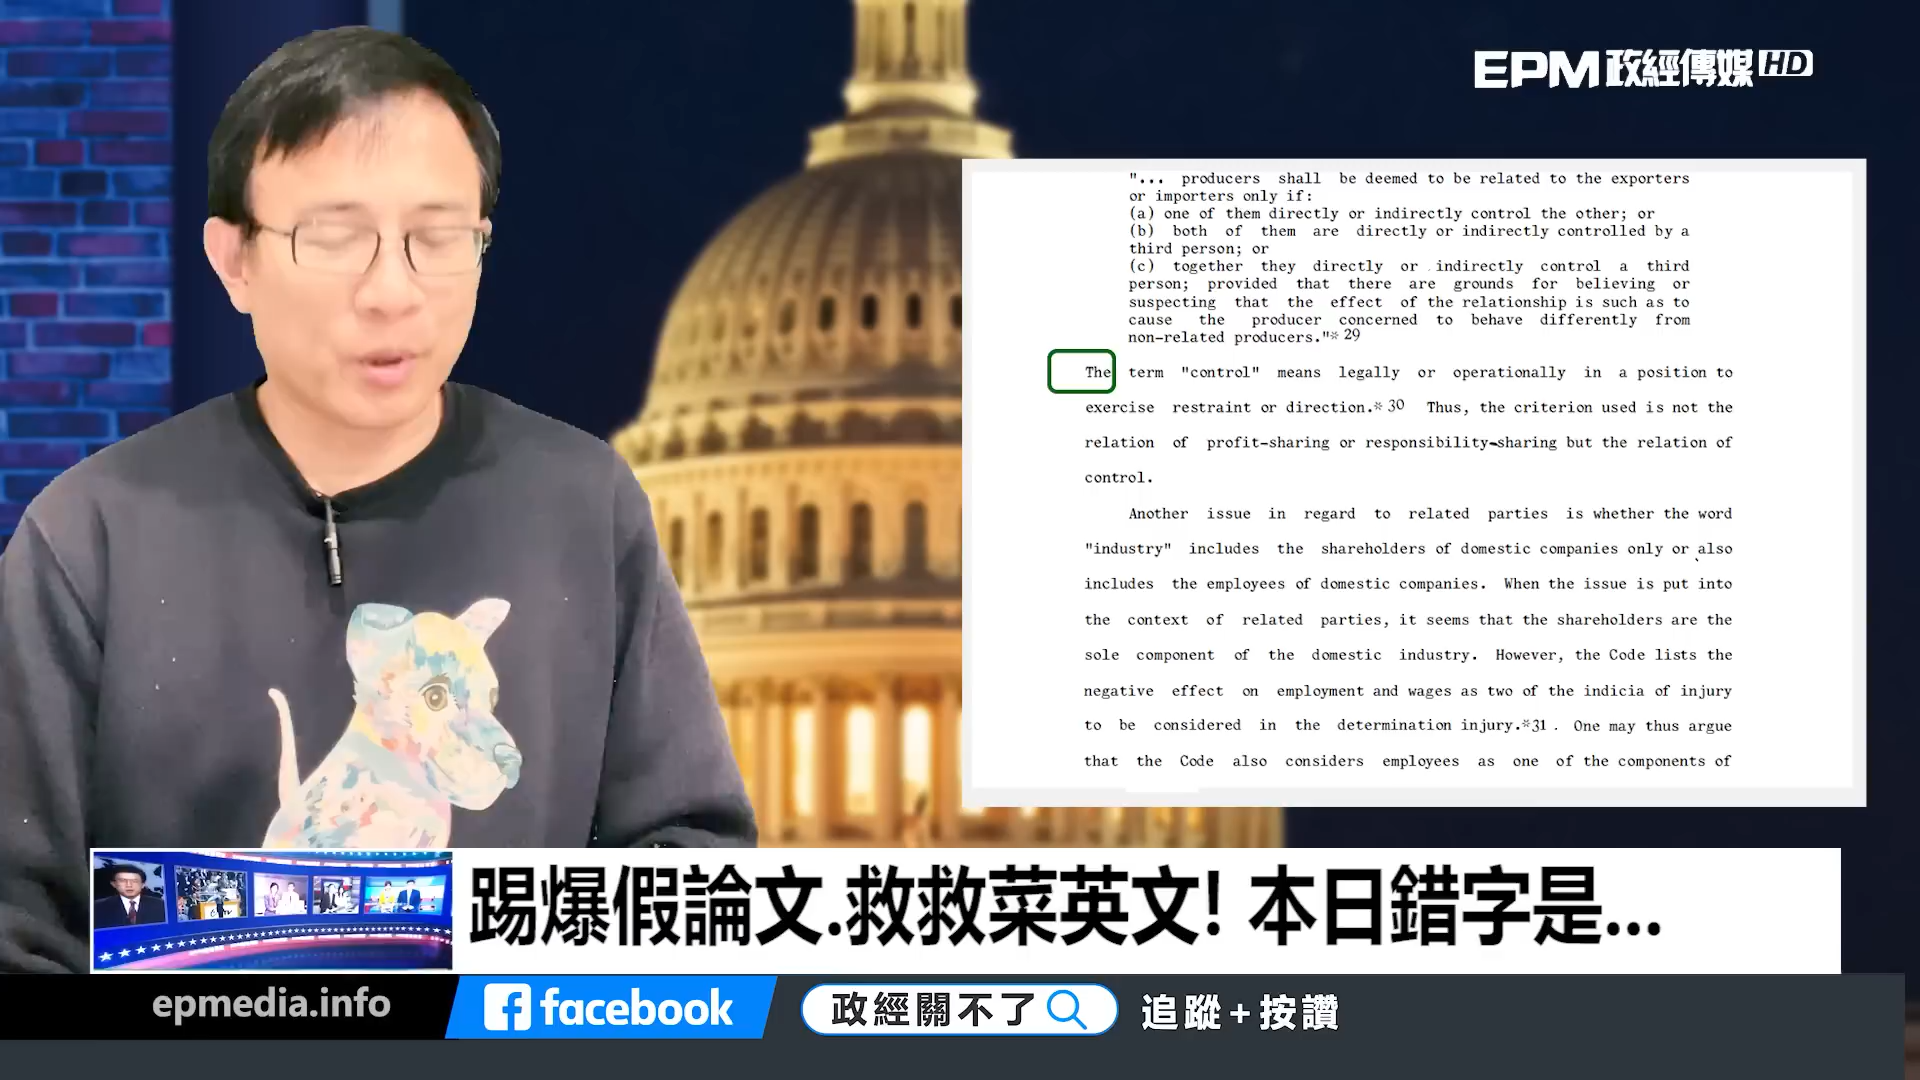 EPM政經傳媒HD
"... producers shall be deemed to be related to the exporters
or importers only if:
(a) one of them directly or indirectly control the other; or
(b) both of them are directly or indirectly controlled by a
third person; or
(c) together they directly or indirectly control a third
person; provided that there are grounds for believing or
suspecting that the effect of the relationship is such as to
cause the producer concerned to behave differently from
non-related producers."* 29
The term "control" means legally or operationally in a position to
exercise restraint or direction.* 30 Thus, the criterion used is not the
relation of profit-sharing or responsibility-sharing but the relation of
control.
Another issue in regard to related parties is whether the word
"industry" includes the shareholders of domestic companies only or also
includes the employees of domestic companies. When the issue is put into
the context of related parties, it seems that the shareholders are the
sole component of the domestic industry. However, the Code lists the
negative effect on employment and wages as two of the indicia of injury
to be considered in the determination injury.*31 . One may thus argue
that the Code also considers employees as one of the components of
踢爆假論文.救救菜英文! 本日錯字是...
epmedia.info
facebook
政經關不了
追蹤+按讚